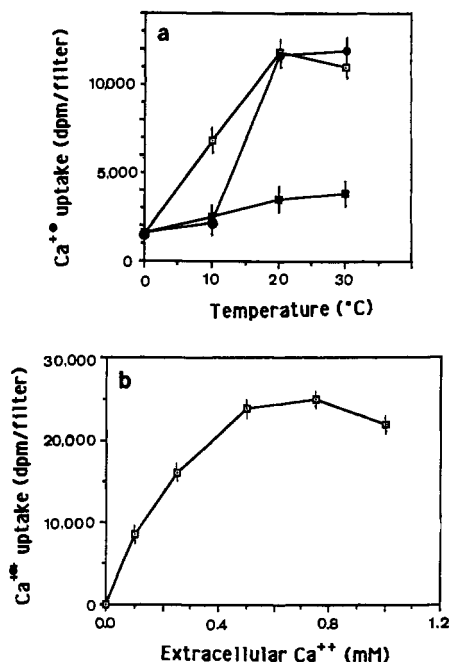 a
Ca⁺* uptake (dpm/filter)
10,000
5,000
0
0 10 20 30
Temperature (°C)
b
Ca⁺⁺* uptake (dpm/filter)
30.000
20,000
10.000
0
0.0 0.4 0.8 1.2
Extracellular Ca⁺⁺ (mM)